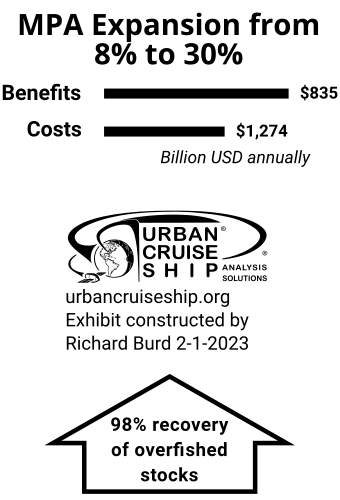 MPA Expansion from
8% to 30%
Benefits $835
Costs $1,274
Billion USD annually
URBAN®
CRUISE
SHIP ANALYSIS
SOLUTIONS
®
urbancruiseship.org
Exhibit constructed by
Richard Burd 2-1-2023
98% recovery
of overfished
stocks